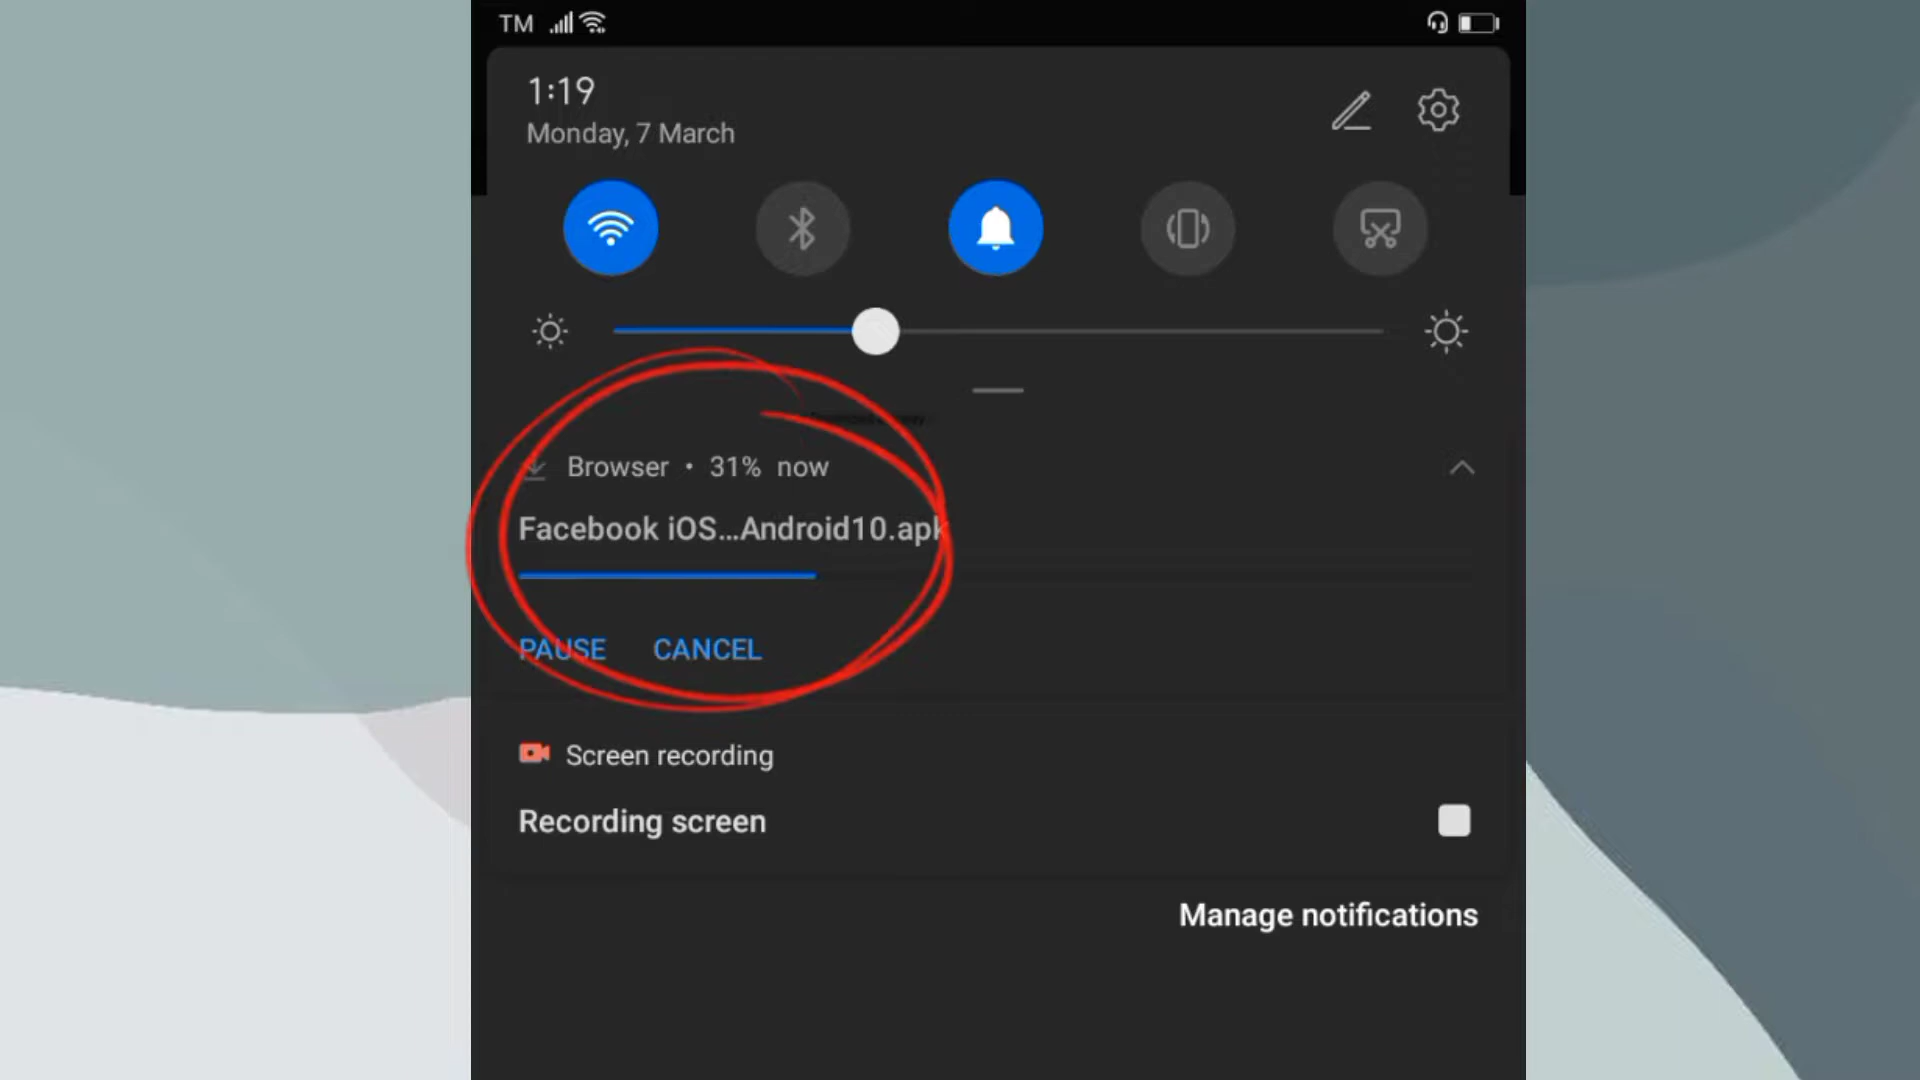 TM
1:19
Monday, 7 March
Browser • 31% now
Facebook iOS...Android10.apk
PAUSE CANCEL
Screen recording
Recording screen
Manage notifications